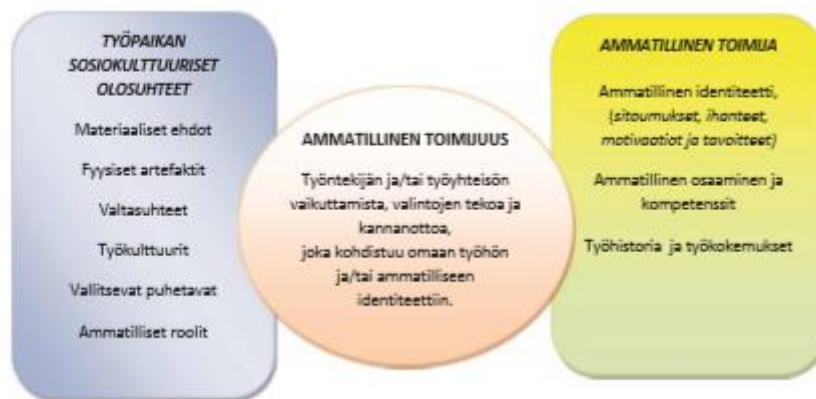 TYÖPAIKAN
SOSIOKULTTUURISET
OLOSUHTEET
Materiaaliset ehdot
Fyysiset artefaktit
Valtasuhteet
Työkulttuurit
Vallitsevat puhetavat
Ammatilliset roolit
AMMATILLINEN TOIMIJUUS
Työntekijän ja/tai työyhteisön
vaikuttamista, valintojen tekoa ja
kannanottoa,
joka kohdistuu omaan työhön
ja/tai ammatilliseen
identiteettiin.
AMMATILLINEN TOIMIJA
Ammatillinen identiteetti,
(sitoumukset, ihanteet,
motivaatiot ja tavoitteet)
Ammatillinen osaaminen ja
kompetenssit
Työhistoria ja työkokemukset